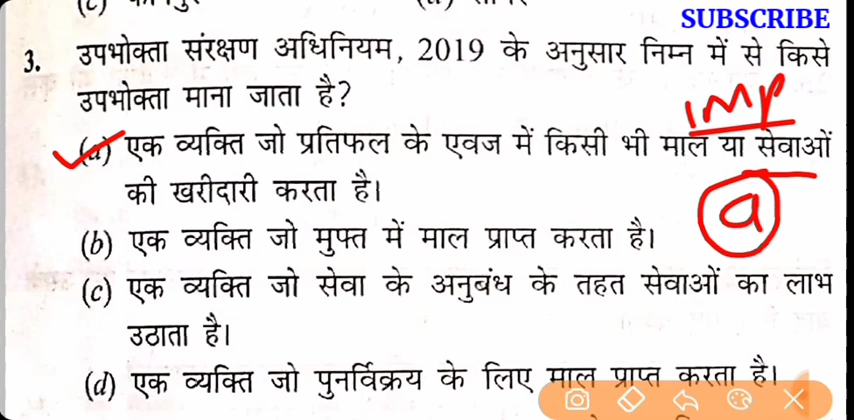 SUBSCRIBE
3. उपभोक्ता संरक्षण अधिनियम, 2019 के अनुसार निम्न में से किसे
उपभोक्ता माना जाता है?
IMP
(a) एक व्यक्ति जो प्रतिफल के एवज में किसी भी माल या सेवाओं
की खरीदारी करता है।
a
(b) एक व्यक्ति जो मुफ्त में माल प्राप्त करता है।
(c) एक व्यक्ति जो सेवा के अनुबंध के तहत सेवाओं का लाभ
उठाता है।
(d) एक व्यक्ति जो पुनर्विक्रय के लिए माल प्राप्त करता है।